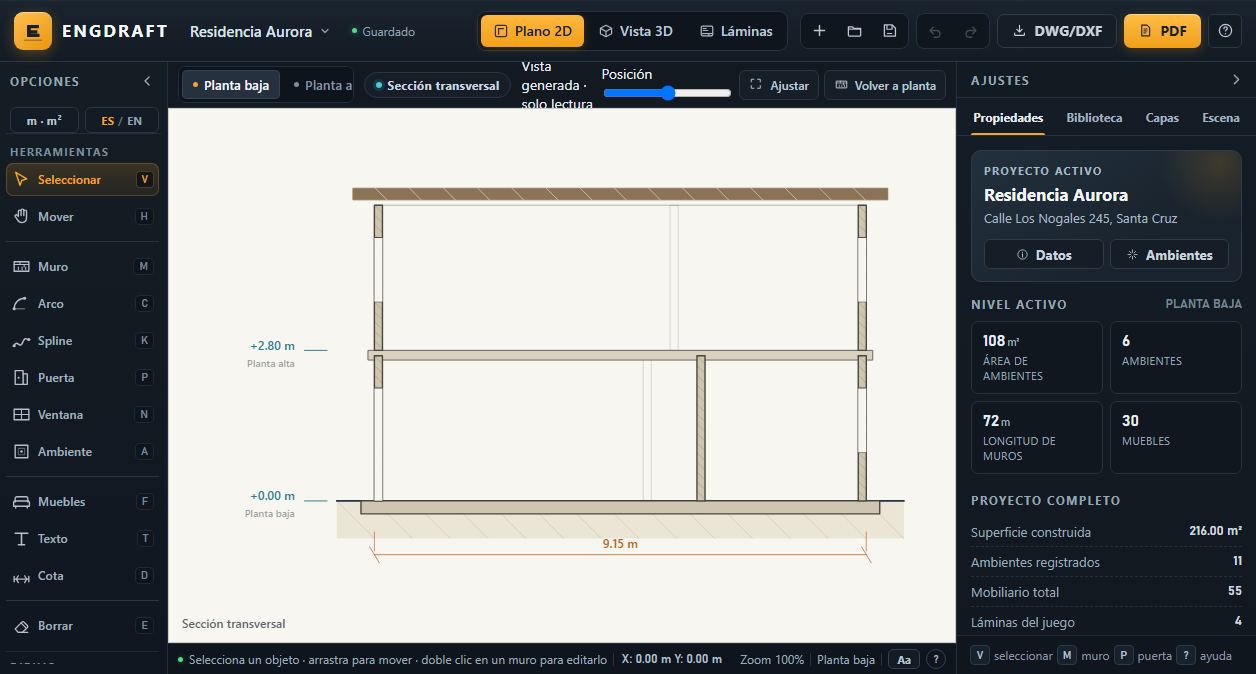 E ENGDRAFT Residencia Aurora Guardado Plano 2D Vista 3D Láminas DWG/DXF PDF
OPCIONES
m · m²
ES / EN
HERRAMIENTAS
Seleccionar V
Mover H
Muro M
Arco C
Spline K
Puerta P
Ventana N
Ambiente A
Muebles F
Texto T
Cota D
Borrar E
Planta baja
Planta a
Sección transversal
Vista
generada ·
solo lectura
Posición
Ajustar
Volver a planta
+2.80 m
Planta alta
+0.00 m
Planta baja
9.15 m
Sección transversal
Selecciona un objeto · arrastra para mover · doble clic en un muro para editarlo
X: 0.00 m Y: 0.00 m
Zoom 100%
Planta baja
Aa
?
AJUSTES
Propiedades Biblioteca Capas Escena
PROYECTO ACTIVO
Residencia Aurora
Calle Los Nogales 245, Santa Cruz
Datos
Ambientes
NIVEL ACTIVO PLANTA BAJA
108 m²
ÁREA DE
AMBIENTES
6
AMBIENTES
72 m
LONGITUD DE
MUROS
30
MUEBLES
PROYECTO COMPLETO
Superficie construida 216.00 m²
Ambientes registrados 11
Mobiliario total 55
Láminas del juego 4
V seleccionar M muro P puerta ? ayuda